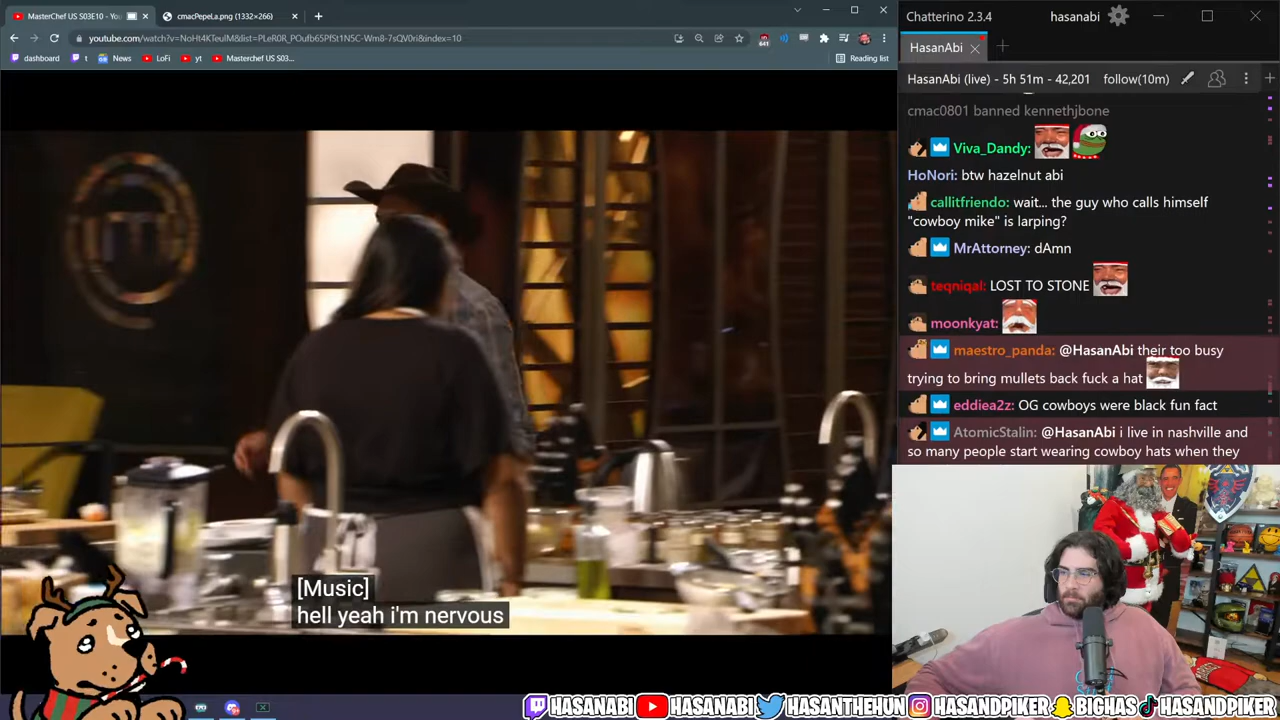 MasterChef US S03E10 - Yo
cmacPepeLa.png (1332×266)
youtube.com/watch?v=NoHt4KTeulM&list=PLeR0R_POufb65PfSt1N5C-Wm8-7sQV0ri&index=10
641
dashboard
t
News
LoFi
yt
Masterchef US S03...
Reading list
[Music]
hell yeah i'm nervous
Chatterino 2.3.4
hasanabi
HasanAbi
HasanAbi (live) - 5h 51m - 42,201
follow(10m)
cmac0801 banned kennethjbone
Viva_Dandy:
HoNori: btw hazelnut abi
callitfriendo: wait... the guy who calls himself
"cowboy mike" is larping?
MrAttorney: dAmn
teqniqal: LOST TO STONE
moonkyat:
maestro_panda: @HasanAbi their too busy
trying to bring mullets back fuck a hat
eddiea2z: OG cowboys were black fun fact
AtomicStalin: @HasanAbi i live in nashville and
so many people start wearing cowboy hats when they
HASANABI HASANABI HASANTHEHUN HASANDPIKER BIGHAS HASANDPIKER